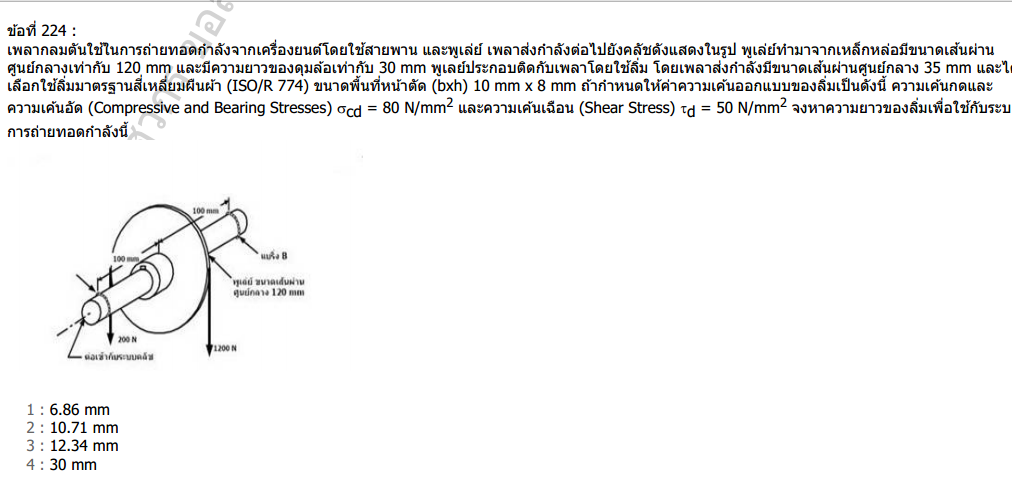 ข้อที่ 224 :
เพลากลมตันใช้ในการถ่ายทอดกำลังจากเครื่องยนต์โดยใช้สายพาน และพูเล่ย์ เพลาส่งกำลังต่อไปยังคลัชดังแสดงในรูป พูเล่ย์ทำมาจากเหล็กหล่อมีขนาดเส้นผ่าน
ศูนย์กลางเท่ากับ 120 mm และมีความยาวของดุมล้อเท่ากับ 30 mm พูเลย์ประกอบติดกับเพลาโดยใช้ลิ่ม โดยเพลาส่งกำลังมีขนาดเส้นผ่านศูนย์กลาง 35 mm และได
เลือกใช้ลิ่มมาตรฐานสี่เหลี่ยมผืนผ้า (ISO/R 774) ขนาดพื้นที่หน้าตัด (bxh) 10 mm x 8 mm ถ้ากำหนดให้ค่าความเค้นออกแบบของลิ่มเป็นดังนี้ ความเค้นกดและ
ความเค้นอัด (Compressive and Bearing Stresses) σcd = 80 N/mm2 และความเค้นเฉือน (Shear Stress) τd = 50 N/mm2 จงหาความยาวของลิ่มเพื่อใช้กับระบ
การถ่ายทอดกำลังนี้
100 mm
100 mm
แบริ่ง B
พูเล่ย์ ขนาดเส้นผ่าน
ศูนย์กลาง 120 mm
200 N
1200 N
ต่อเข้ากับระบบคลัช
1 : 6.86 mm
2 : 10.71 mm
3 : 12.34 mm
4 : 30 mm